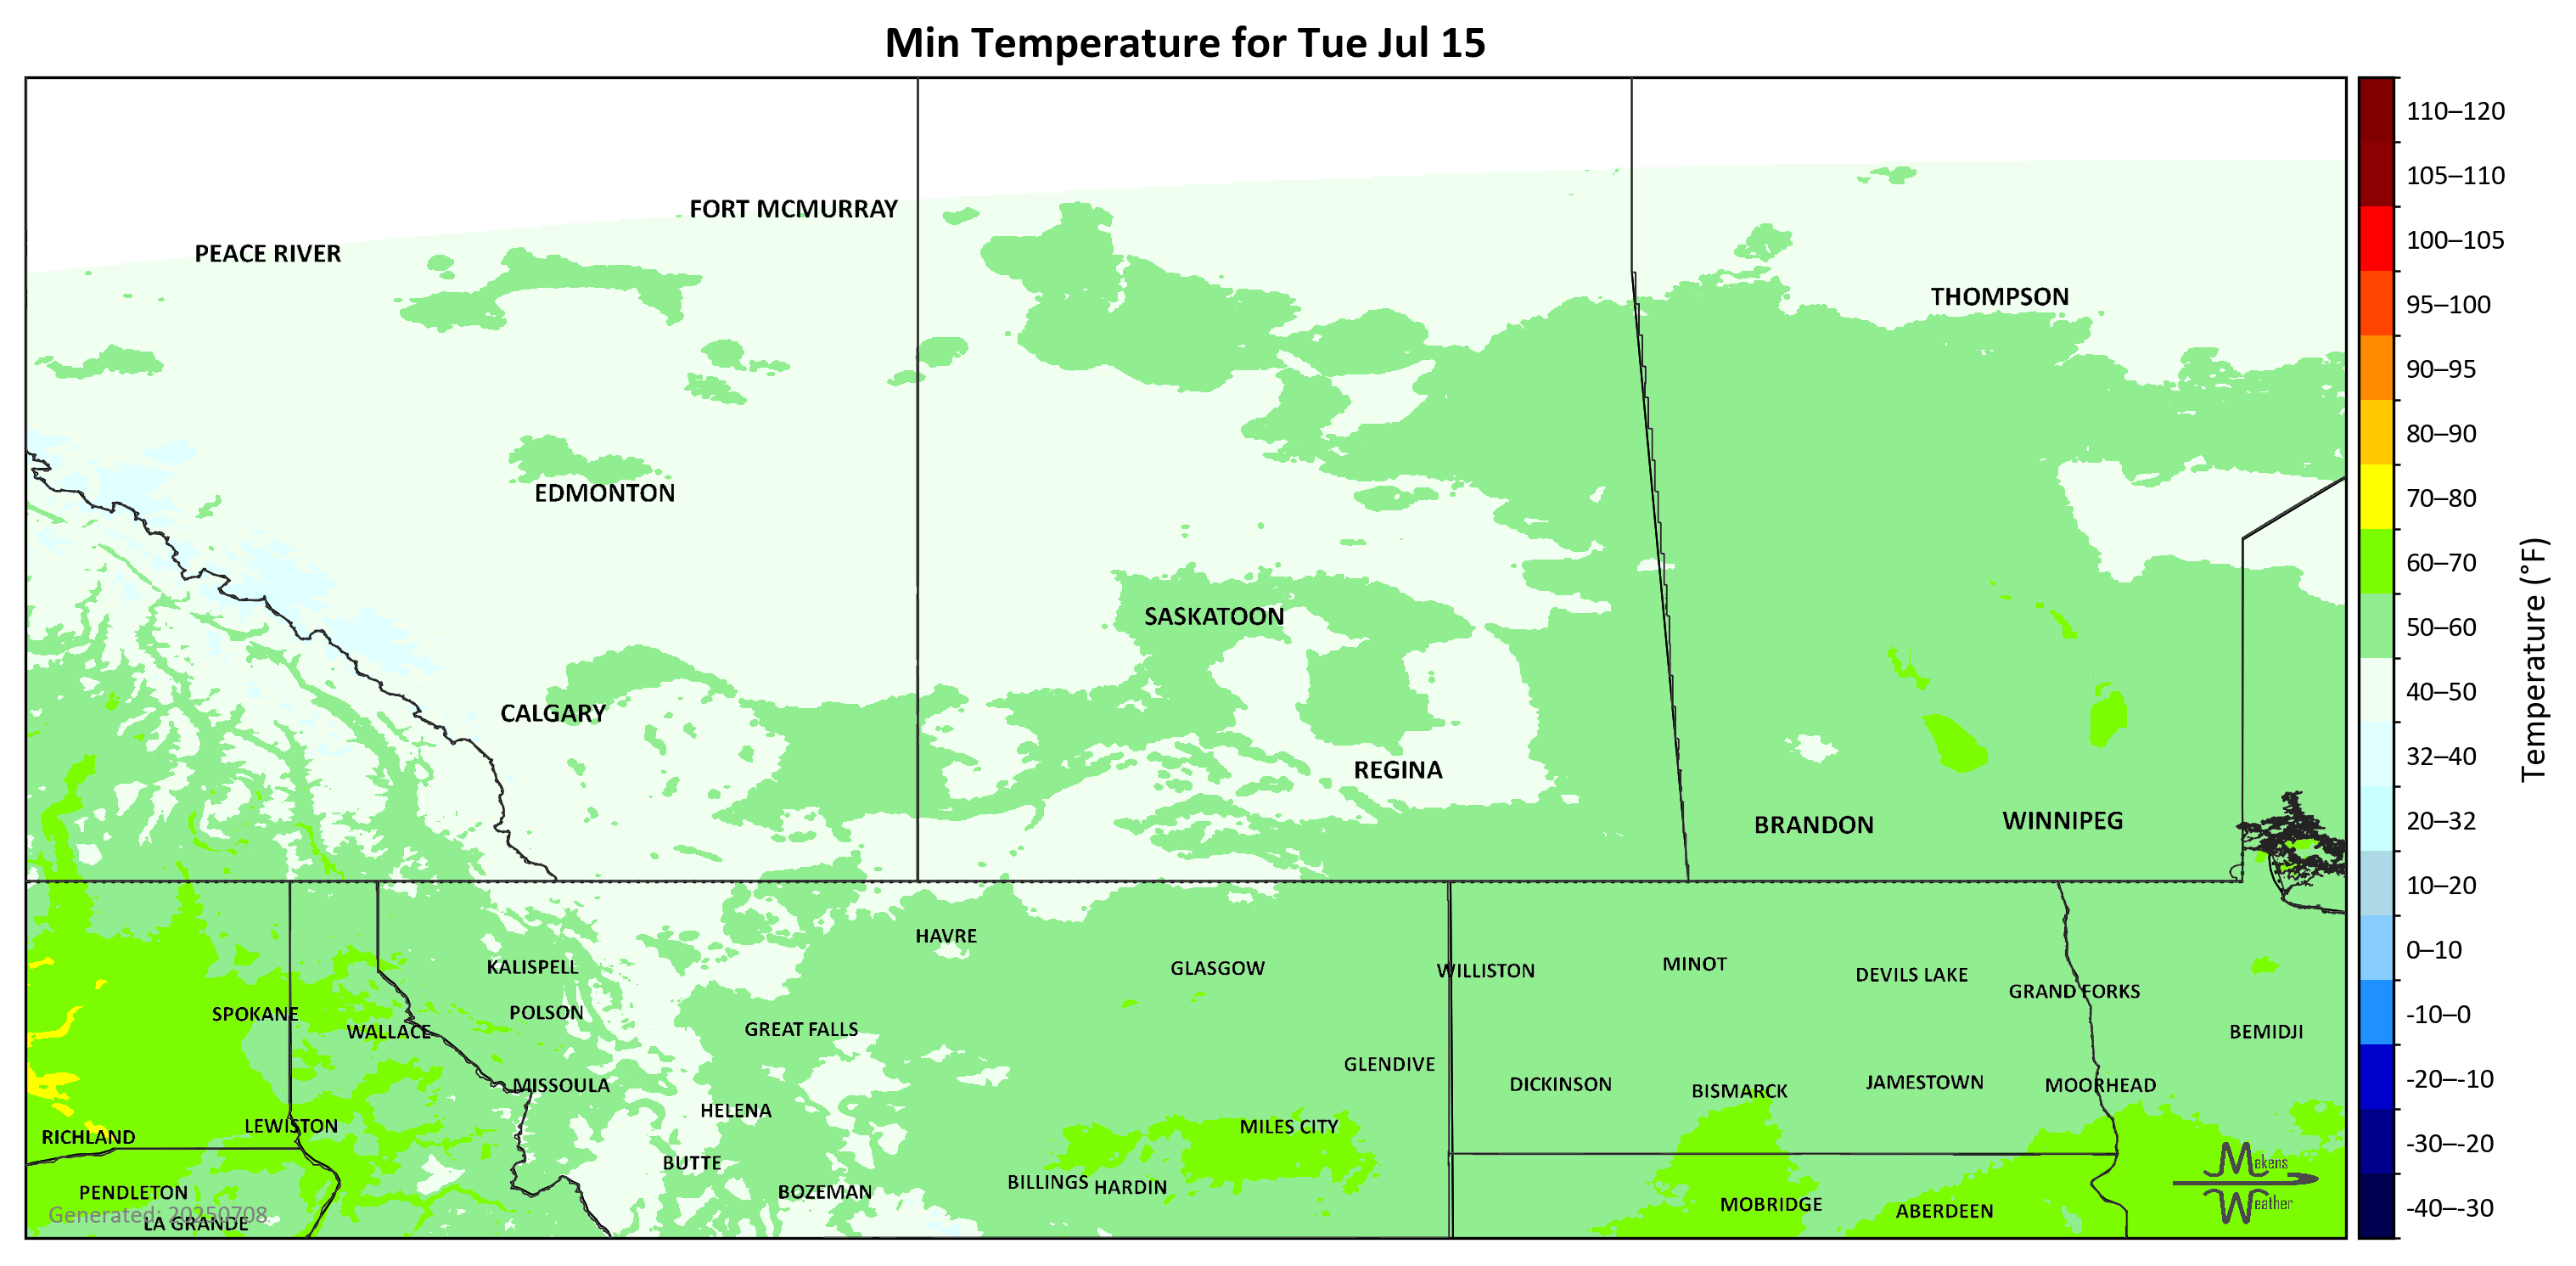 Min Temperature for Tue Jul 15
FORT MCMURRAY
PEACE RIVER
THOMPSON
EDMONTON
SASKATOON
CALGARY
REGINA
BRANDON
WINNIPEG
HAVRE
KALISPELL
GLASGOW
WILLISTON
MINOT
DEVILS LAKE
GRAND FORKS
SPOKANE
POLSON
WALLACE
GREAT FALLS
BEMIDJI
GLENDIVE
MISSOULA
DICKINSON
BISMARCK
JAMESTOWN
MOORHEAD
HELENA
LEWISTON
MILES CITY
RICHLAND
BUTTE
BILLINGS
HARDIN
PENDLETON
BOZEMAN
MOBRIDGE
ABERDEEN
Generated: 20250708
LA GRANDE
Makens
Weather
110–120
105–110
100–105
95–100
90–95
80–90
70–80
60–70
50–60
40–50
32–40
20–32
10–20
0–10
-10–0
-20–-10
-30–-20
-40–-30
Temperature (°F)